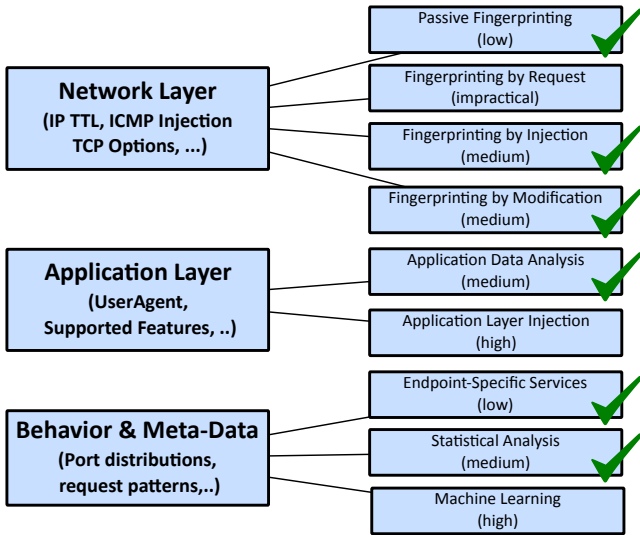 Network Layer
(IP TTL, ICMP Injection
TCP Options, ...)
Passive Fingerprinting
(low)
Fingerprinting by Request
(impractical)
Fingerprinting by Injection
(medium)
Fingerprinting by Modification
(medium)
Application Layer
(UserAgent,
Supported Features, ..)
Application Data Analysis
(medium)
Application Layer Injection
(high)
Behavior & Meta-Data
(Port distributions,
request patterns,..)
Endpoint-Specific Services
(low)
Statistical Analysis
(medium)
Machine Learning
(high)